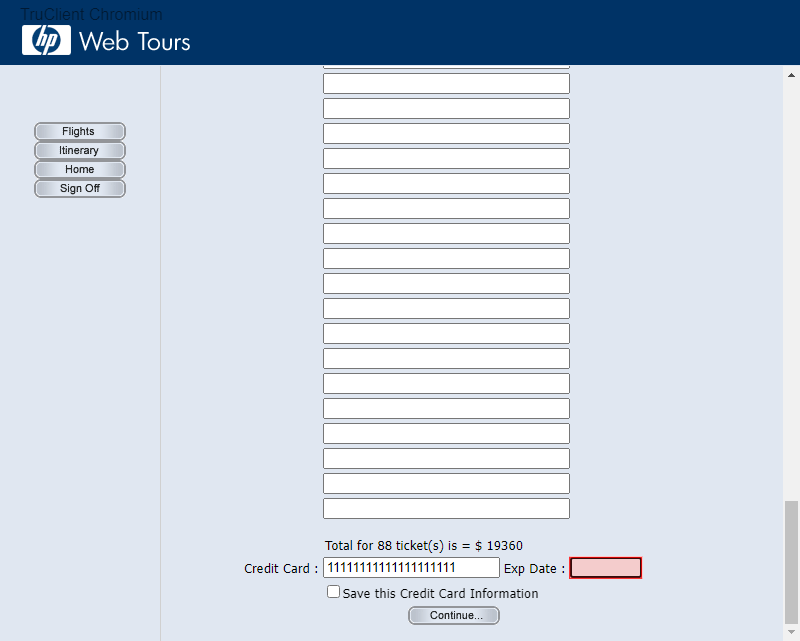 TruClient Chromium
hp Web Tours
Flights
Itinerary
Home
Sign Off
Total for 88 ticket(s) is = $ 19360
Credit Card : 11111111111111111111 Exp Date :
Save this Credit Card Information
Continue...